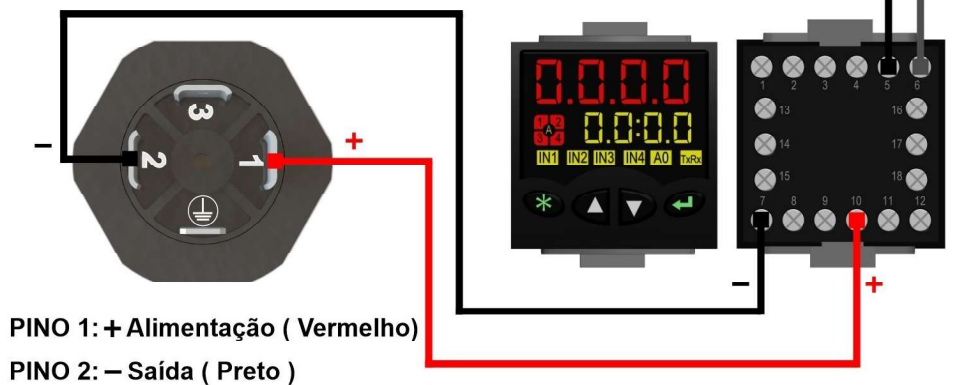 3
– 2 1 +
0.0.0.0
1 2
A
3 4
0.0:0.0
IN1 IN2 IN3 IN4 A0 TxRx
1 2 3 4 5 6
13 16
14 17
15 18
7 8 9 10 11 12
– +
PINO 1: + Alimentação ( Vermelho)
PINO 2: – Saída ( Preto )